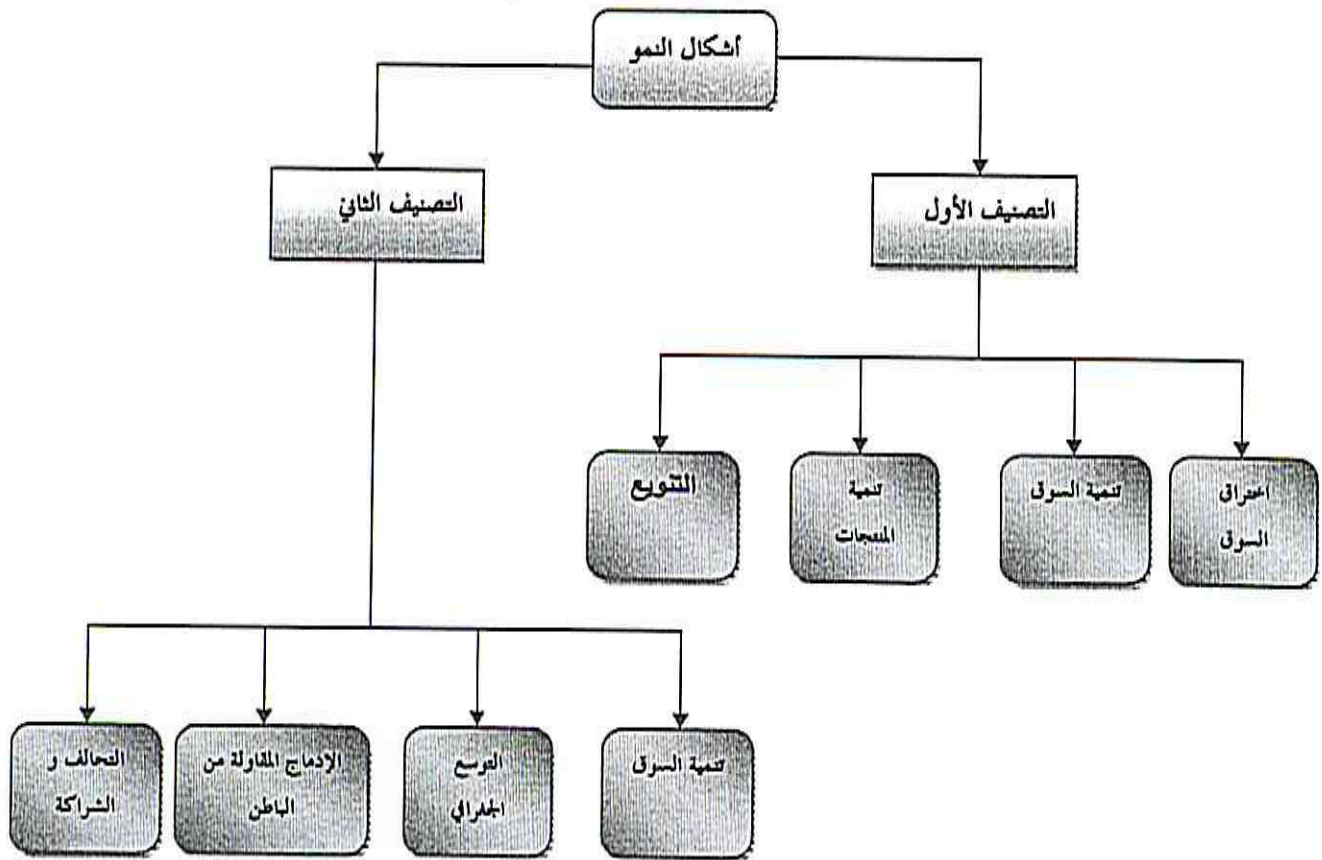 أشكال النمو
التصنيف الأول
التصنيف الثاني
اختراق
السوق
تنمية السوق
تنمية
المنتجات
التنويع
تنمية السوق
التوسع
الجغرافي
الإدماج المقاولة من
الباطن
التحالف و
الشراكة